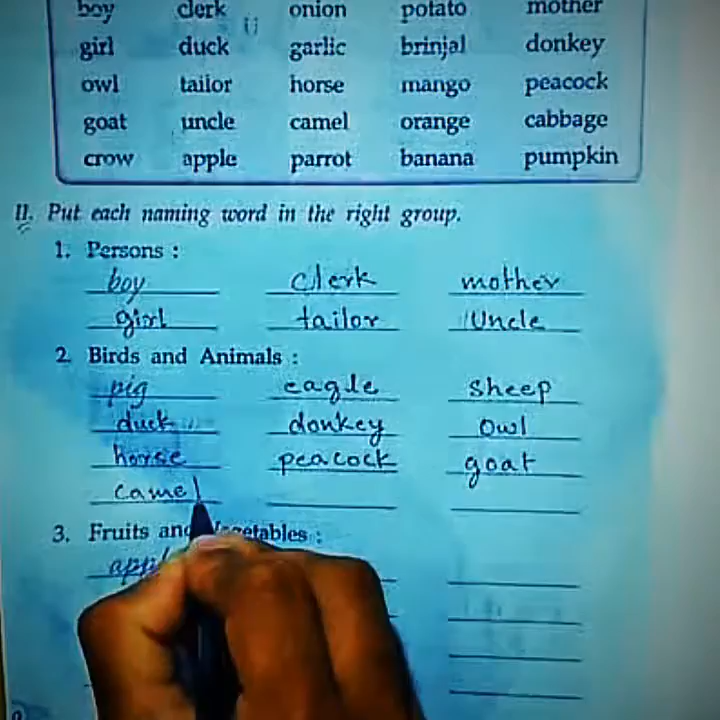 boy clerk onion potato mother
girl duck garlic brinjal donkey
owl tailor horse mango peacock
goat uncle camel orange cabbage
crow apple parrot banana pumpkin
II. Put each naming word in the right group.
1. Persons :
boy clerk mother
girl tailor Uncle
2. Birds and Animals :
pig eagle sheep
duck donkey owl
horse peacock goat
camel
3. Fruits and Vegetables :